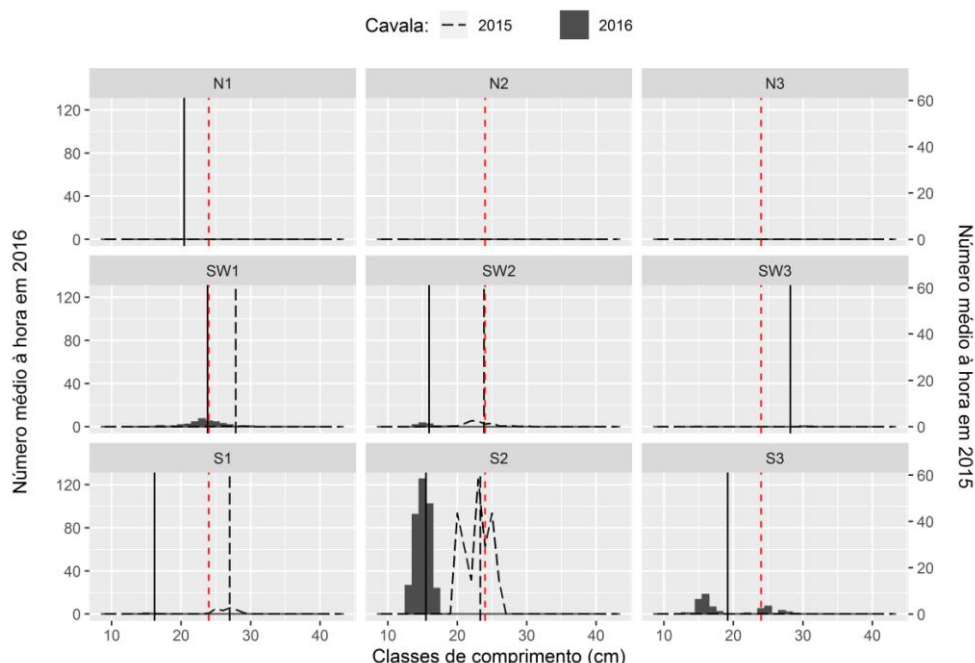 Cavala: 2015 2016
N1 N2 N3
120 60
80 40
40 20
0 0
SW1 SW2 SW3
120 60
80 40
40 20
0 0
S1 S2 S3
120 60
80 40
40 20
0 0
10 20 30 40 10 20 30 40 10 20 30 40
Classes de comprimento (cm)
Número médio à hora em 2016
Número médio à hora em 2015